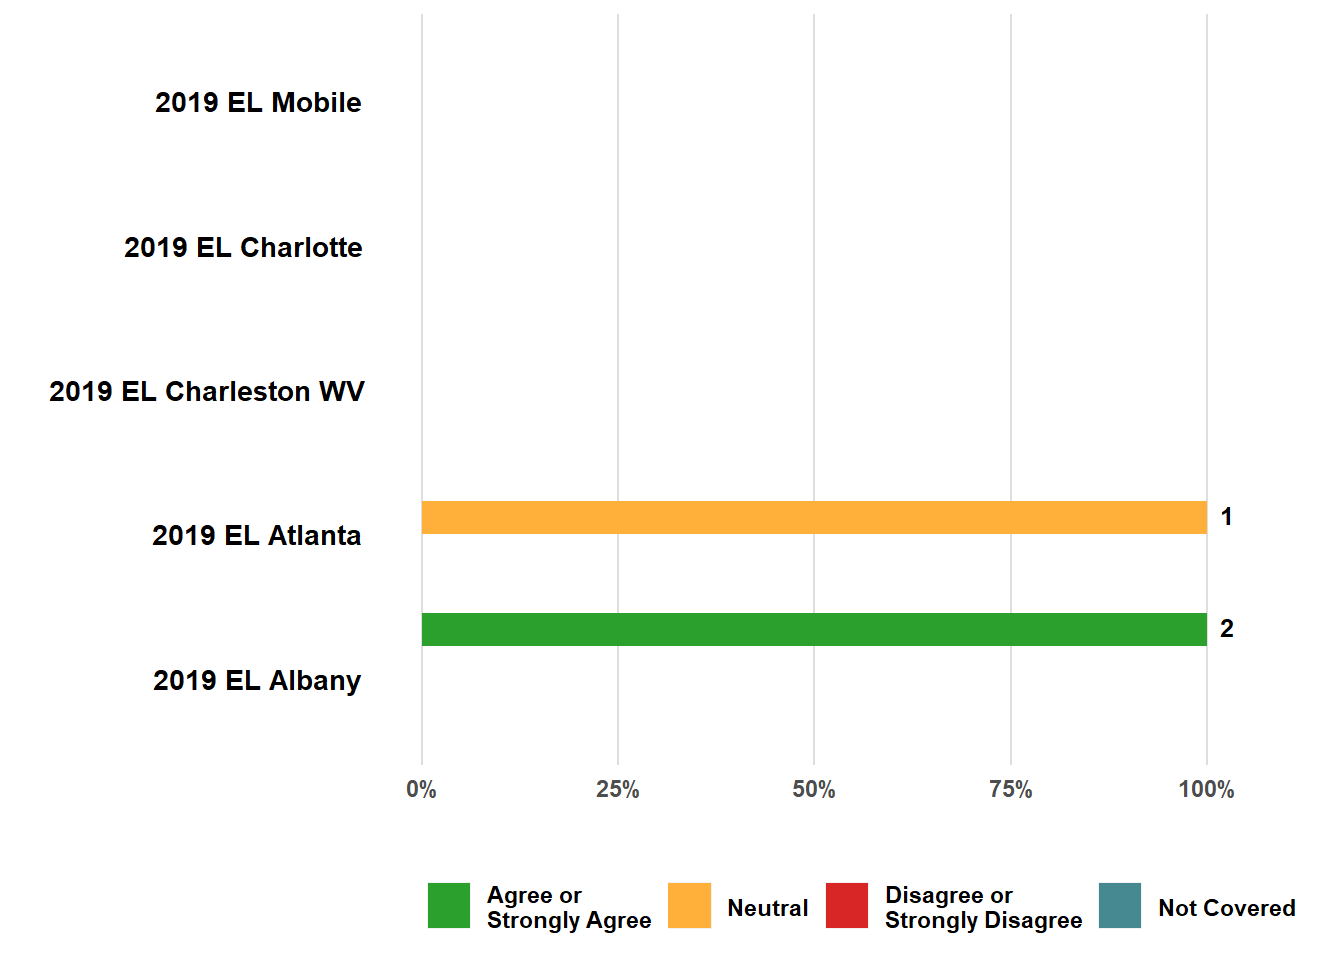 2019 EL Mobile
2019 EL Charlotte
2019 EL Charleston WV
2019 EL Atlanta
1
2
2019 EL Albany
0% 25% 50% 75% 100%
Agree or
Strongly Agree
Neutral
Disagree or
Strongly Disagree
Not Covered